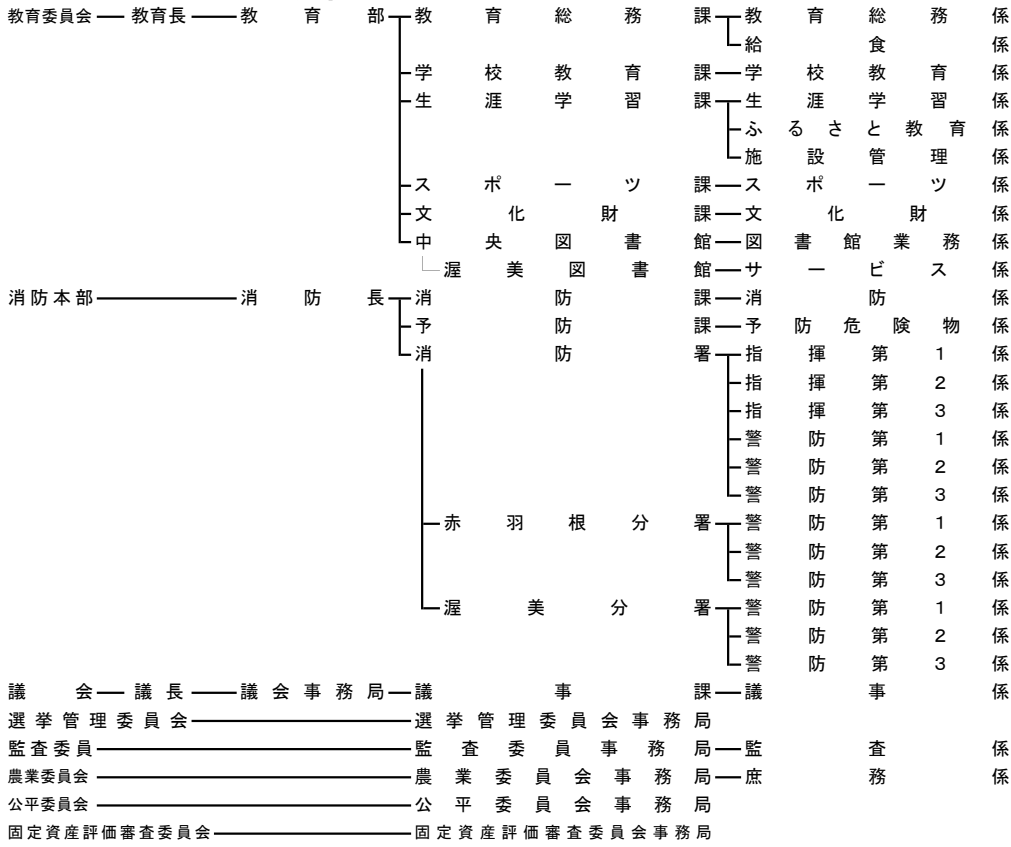 教育委員会 教育長 教育部 教育総務課 教育総務係
給食係
学校教育課 学校教育係
生涯学習課 生涯学習係
ふるさと教育係
施設管理係
スポーツ課 スポーツ係
文化財課 文化財係
中央図書館 図書館業務係
渥美図書館 サービス係
消防本部 消防長 消防課 消防係
予防課 予防危険物係
消防署 指揮第1係
指揮第2係
指揮第3係
警防第1係
警防第2係
警防第3係
赤羽根分署 警防第1係
警防第2係
警防第3係
渥美分署 警防第1係
警防第2係
警防第3係
議会 議長 議会事務局 議事課 議事係
選挙管理委員会 選挙管理委員会事務局
監査委員 監査委員事務局 監査係
農業委員会 農業委員会事務局 庶務係
公平委員会 公平委員会事務局
固定資産評価審査委員会 固定資産評価審査委員会事務局